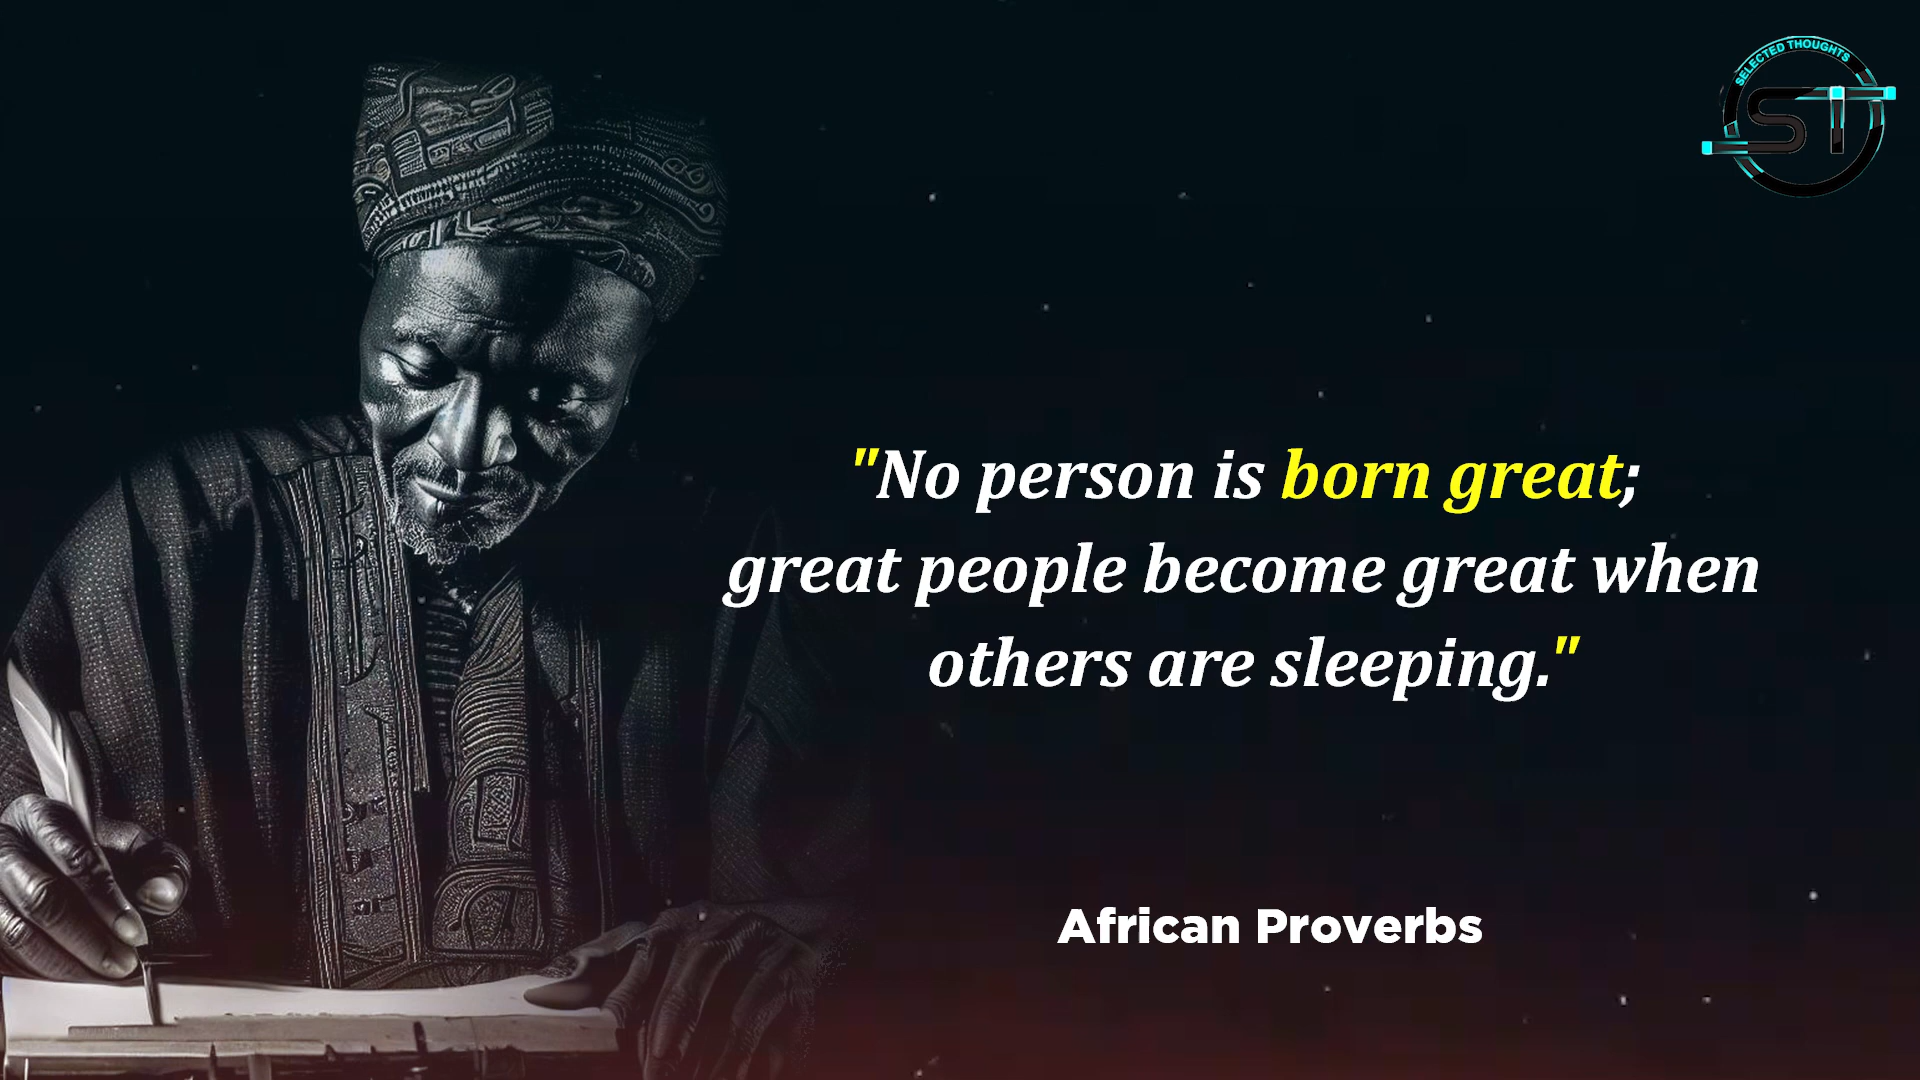 SELECTED THOUGHTS
ST
"No person is born great;
great people become great when
others are sleeping."
African Proverbs